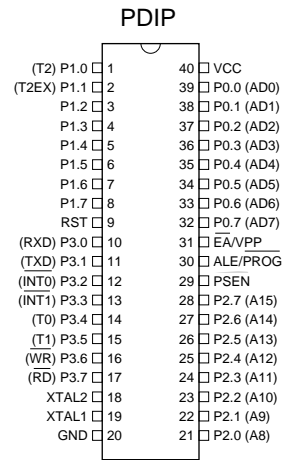 PDIP
(T2) P1.0 1 40 VCC
(T2EX) P1.1 2 39 P0.0 (AD0)
P1.2 3 38 P0.1 (AD1)
P1.3 4 37 P0.2 (AD2)
P1.4 5 36 P0.3 (AD3)
P1.5 6 35 P0.4 (AD4)
P1.6 7 34 P0.5 (AD5)
P1.7 8 33 P0.6 (AD6)
RST 9 32 P0.7 (AD7)
(RXD) P3.0 10 31 E̅A̅/VPP
(TXD) P3.1 11 30 ALE/P̅R̅O̅G̅
(I̅N̅T̅0̅) P3.2 12 29 P̅S̅E̅N̅
(I̅N̅T̅1̅) P3.3 13 28 P2.7 (A15)
(T0) P3.4 14 27 P2.6 (A14)
(T1) P3.5 15 26 P2.5 (A13)
(W̅R̅) P3.6 16 25 P2.4 (A12)
(R̅D̅) P3.7 17 24 P2.3 (A11)
XTAL2 18 23 P2.2 (A10)
XTAL1 19 22 P2.1 (A9)
GND 20 21 P2.0 (A8)